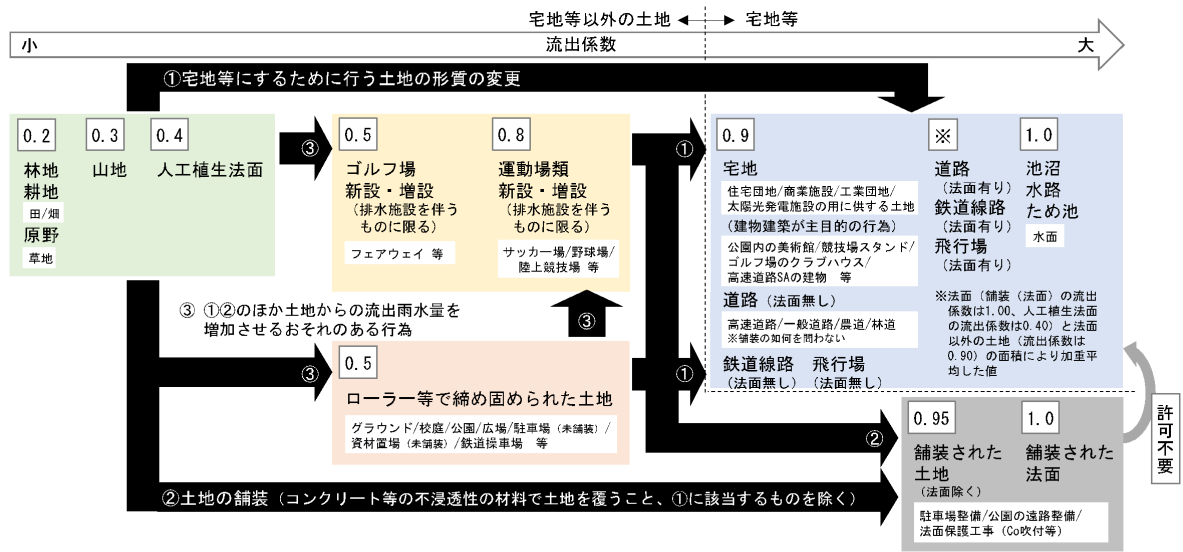 宅地等以外の土地
宅地等
小
流出係数
大
①宅地等にするために行う土地の形質の変更
0.2
林地
耕地
田/畑
原野
草地
0.3
山地
0.4
人工植生法面
③
0.5
ゴルフ場
新設・増設
（排水施設を伴う
ものに限る）
フェアウェイ 等
0.8
運動場類
新設・増設
（排水施設を伴う
ものに限る）
サッカー場/野球場/
陸上競技場 等
①
0.9
宅地
住宅団地/商業施設/工業団地/
太陽光発電施設の用に供する土地
（建物建築が主目的の行為）
公園内の美術館/競技場スタンド/
ゴルフ場のクラブハウス/
高速道路SAの建物 等
道路（法面無し）
高速道路/一般道路/農道/林道
※舗装の如何を問わない
鉄道線路 飛行場
（法面無し）（法面無し）
※
道路
（法面有り）
鉄道線路
（法面有り）
飛行場
（法面有り）
1.0
池沼
水路
ため池
水面
※法面（舗装（法面）の流出
係数は1.00、人工植生法面
の流出係数は0.40）と法面
以外の土地（流出係数は
0.90）の面積により加重平
均した値
③ ①②のほか土地からの流出雨水量を
増加させるおそれのある行為
③
③
0.5
ローラー等で締め固められた土地
グラウンド/校庭/公園/広場/駐車場（未舗装）/
資材置場（未舗装）/鉄道操車場 等
①
②
②土地の舗装（コンクリート等の不浸透性の材料で土地を覆うこと、①に該当するものを除く）
0.95
舗装された
土地
（法面除く）
1.0
舗装された
法面
駐車場整備/公園の遠路整備/
法面保護工事（Co吹付等）
許可不要